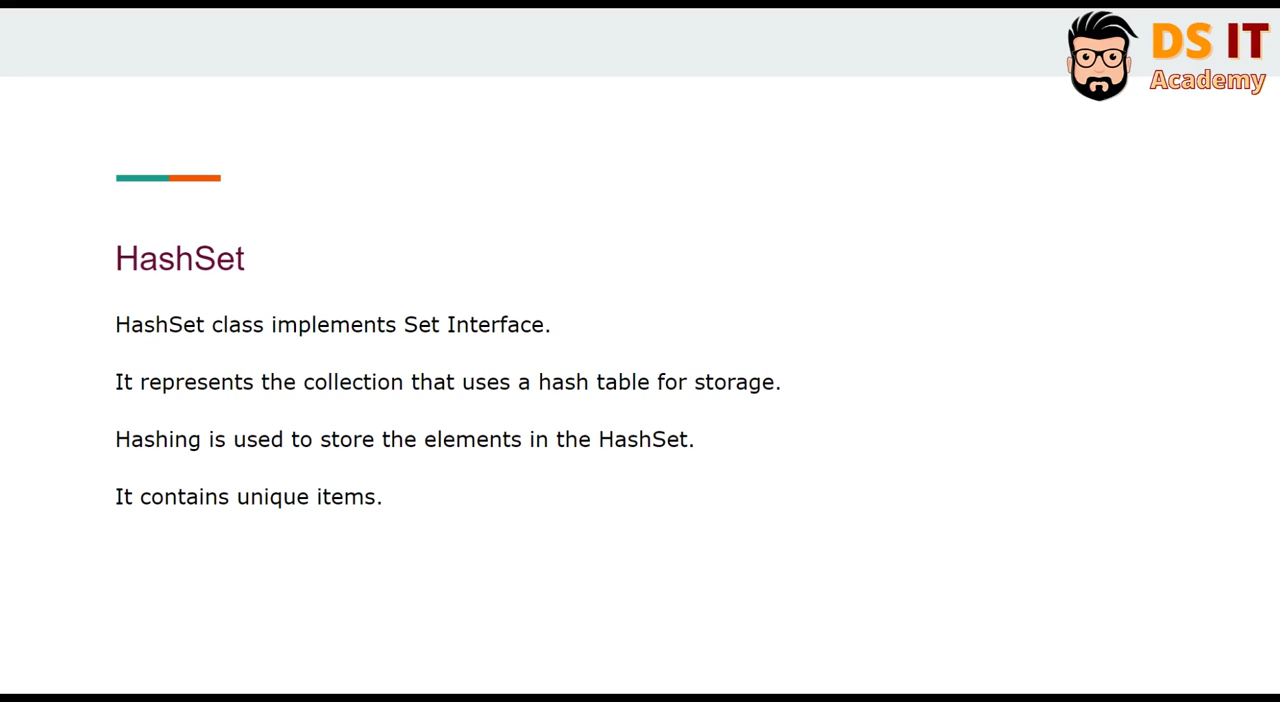 DS IT
Academy
HashSet
HashSet class implements Set Interface.
It represents the collection that uses a hash table for storage.
Hashing is used to store the elements in the HashSet.
It contains unique items.